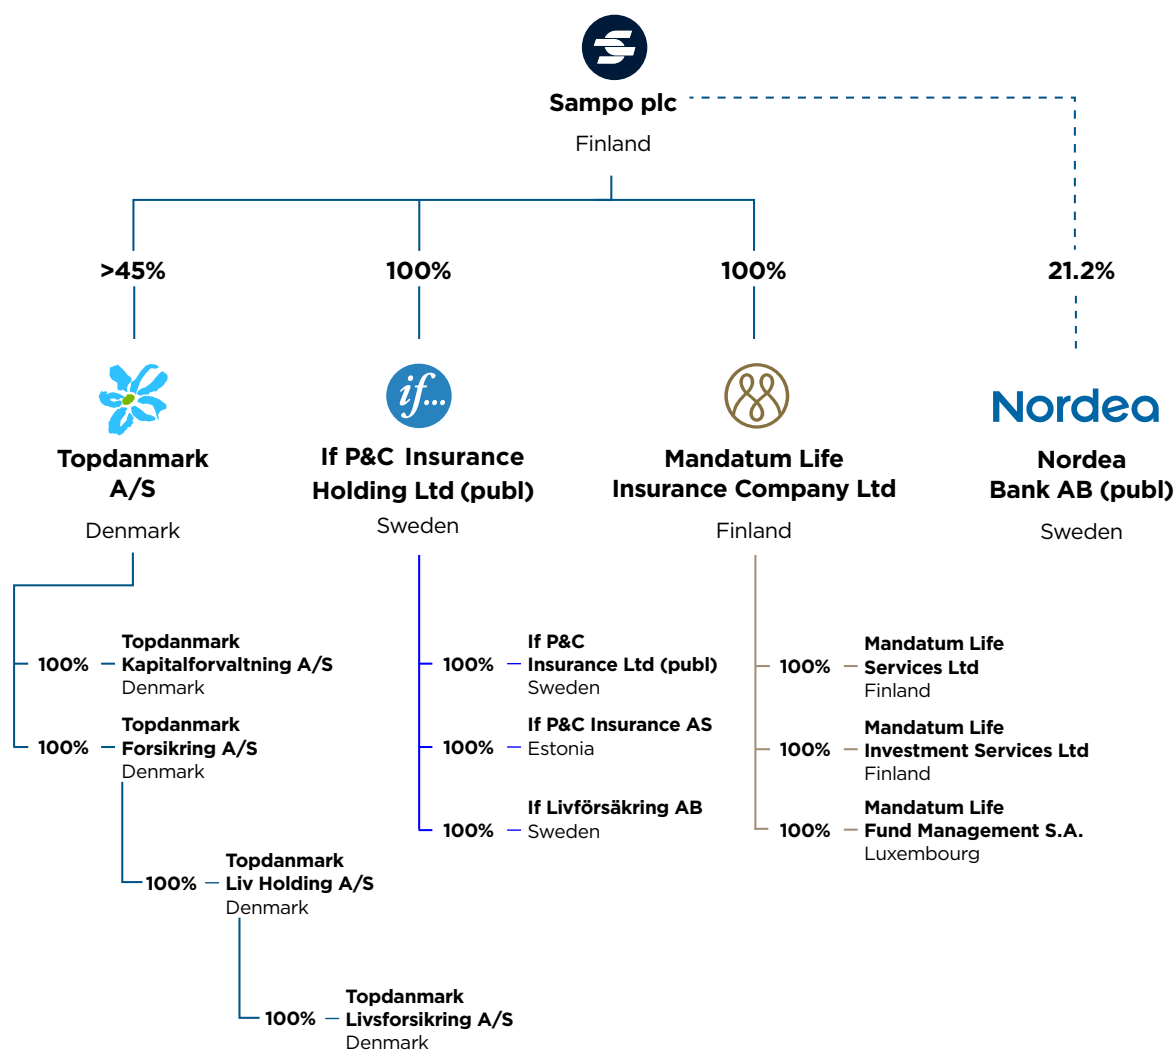 Sampo plc
Finland
>45%
100%
100%
21.2%
if...
Nordea
Topdanmark
A/S
Denmark
If P&C Insurance
Holding Ltd (publ)
Sweden
Mandatum Life
Insurance Company Ltd
Finland
Nordea
Bank AB (publ)
Sweden
100%
Topdanmark
Kapitalforvaltning A/S
Denmark
100%
Topdanmark
Forsikring A/S
Denmark
100%
Topdanmark
Liv Holding A/S
Denmark
100%
Topdanmark
Livsforsikring A/S
Denmark
100%
If P&C
Insurance Ltd (publ)
Sweden
100%
If P&C Insurance AS
Estonia
100%
If Livförsäkring AB
Sweden
100%
Mandatum Life
Services Ltd
Finland
100%
Mandatum Life
Investment Services Ltd
Finland
100%
Mandatum Life
Fund Management S.A.
Luxembourg